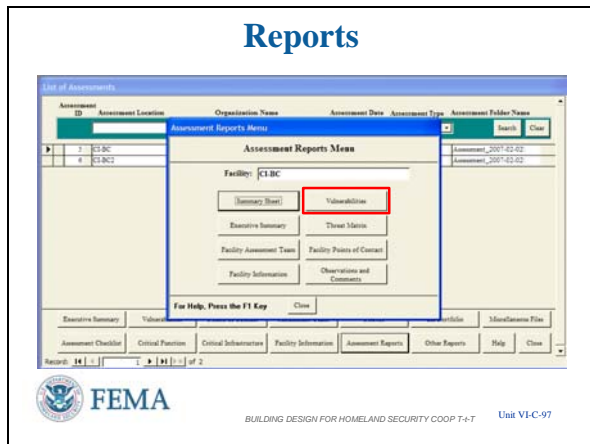 Reports
List of Assessments
Assessment
ID Assessment Location Organization Name Assessment Date Assessment Type Assessment Folder Name
Search Clear
Assessment Reports Menu
Assessment Reports Menu
5 CI-BC Assessment_2007-02-02
6 CI-BC2 Assessment_2007-02-02
Facility: CI-BC
Summary Sheet Vulnerabilities
Executive Summary Threat Matrix
Facility Assessment Team Facility Points of Contact
Facility Information Observations and
Comments
For Help, Press the F1 Key Close
Executive Summary Miscellaneous Files
Assessment Checklist Critical Function Critical Infrastructure Facility Information Assessment Reports Other Reports Help Close
Record: 1 of 2
FEMA
BUILDING DESIGN FOR HOMELAND SECURITY COOP T-t-T Unit VI-C-97